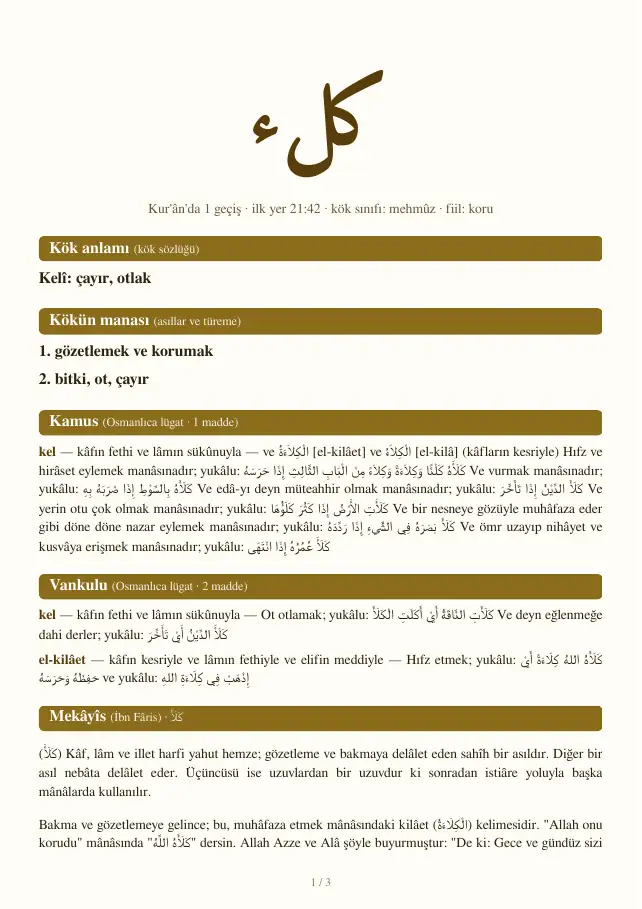 كلء
Kur'ân'da 1 geçiş · ilk yer 21:42 · kök sınıfı: mehmûz · fiil: koru
Kök anlamı (kök sözlüğü)
Kelî: çayır, otlak
Kökün manası (asıllar ve türeme)
1. gözetlemek ve korumak
2. bitki, ot, çayır
Kamus (Osmanlıca lügat · 1 madde)
kel — kâfın fethi ve lâmın sükûnuyla — ve الْكِلَاءَةُ [el-kilâet] ve الْكِلَاءُ [el-kilâ] (kâfların kesriyle) Hıfz ve
hirâset eylemek manâsınadır; yukâlu: كَلَأَهُ كَلْئًا وَكِلَاءَةً وَكِلَاءً مِنَ الْبَابِ الثَّالِثِ إِذَا حَرَسَهُ Ve vurmak manâsınadır;
yukâlu: كَلَأَهُ بِالسَّوْطِ إِذَا ضَرَبَهُ بِهِ Ve edâ-yı deyn müteahhir olmak manâsınadır; yukâlu: كَلَأَ الدَّيْنُ إِذَا تَأَخَّرَ Ve
yerin otu çok olmak manâsınadır; yukâlu: كَلَأَتِ الْأَرْضُ إِذَا كَثُرَ كَلَؤُهَا Ve bir nesneye gözüyle muhâfaza eder
gibi döne döne nazar eylemek manâsınadır; yukâlu: كَلَأَ بَصَرَهُ فِي الشَّيْءِ إِذَا رَدَّدَهُ Ve ömr uzayıp nihâyet ve
kusvâya erişmek manâsınadır; yukâlu: كَلَأَ عُمُرُهُ إِذَا انْتَهَى
Vankulu (Osmanlıca lügat · 2 madde)
kel — kâfın fethi ve lâmın sükûnuyla — Ot otlamak; yukâlu: كَلَأَتِ النَّاقَةُ أَيْ أَكَلَتِ الْكَلَأَ Ve deyn eğlenmeğe
dahi derler; yukâlu: كَلَأَ الدَّيْنُ أَيْ تَأَخَّرَ
el-kilâet — kâfın kesriyle ve lâmın fethiyle ve elifin meddiyle — Hıfz etmek; yukâlu: كَلَأَهُ اللهُ كِلَاءَةً أَيْ
حَفِظَهُ وَحَرَسَهُ ve yukâlu: إِذْهَبْ فِي كِلَاءَةِ اللهِ
Mekâyîs (İbn Fâris) · كَلَأَ
(كَلَأَ) Kâf, lâm ve illet harfi yahut hemze; gözetleme ve bakmaya delâlet eden sahîh bir asıldır. Diğer bir
asıl nebâta delâlet eder. Üçüncüsü ise uzuvlardan bir uzuvdur ki sonradan istiâre yoluyla başka
mânâlarda kullanılır.
Bakma ve gözetlemeye gelince; bu, muhâfaza etmek mânâsındaki kilâet (الْكِلَاءَةُ) kelimesidir. "Allah onu
korudu" mânâsında "كَلَأَهُ اللَّهُ" dersin. Allah Azze ve Alâ şöyle buyurmuştur: "De ki: Gece ve gündüz sizi
1 / 3